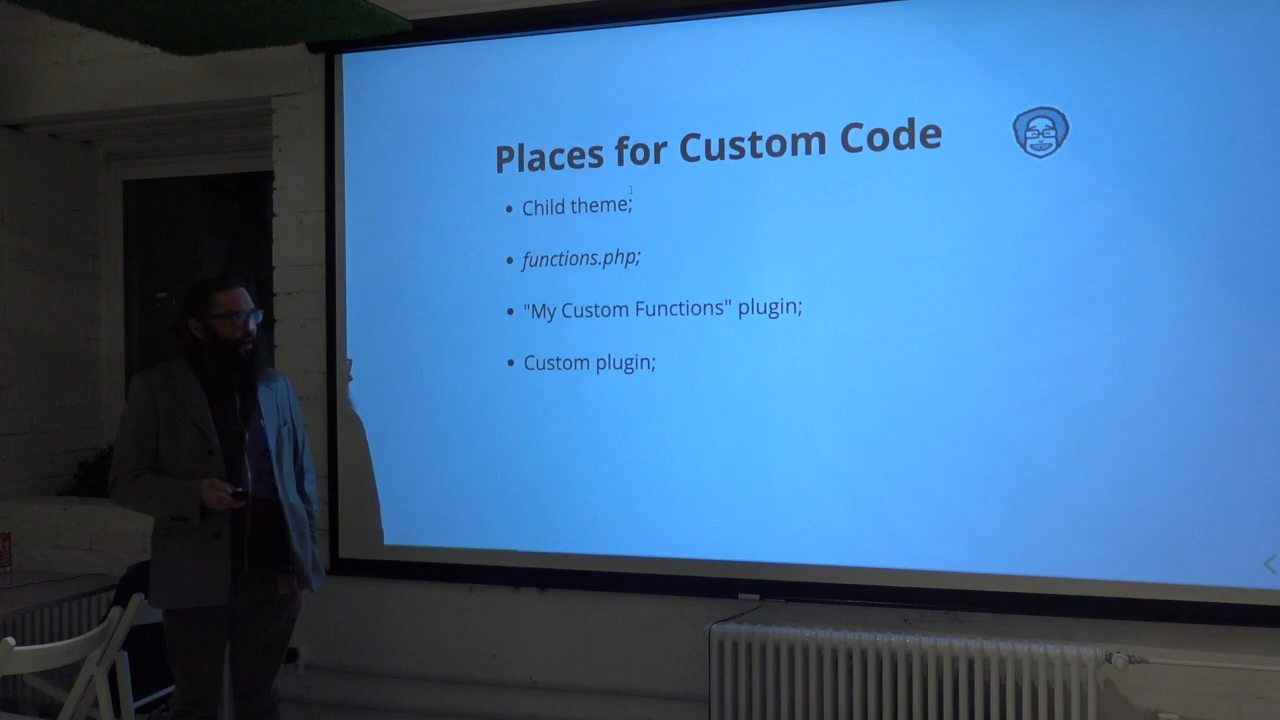 Places for Custom Code
• Child theme;
• functions.php;
• "My Custom Functions" plugin;
• Custom plugin;